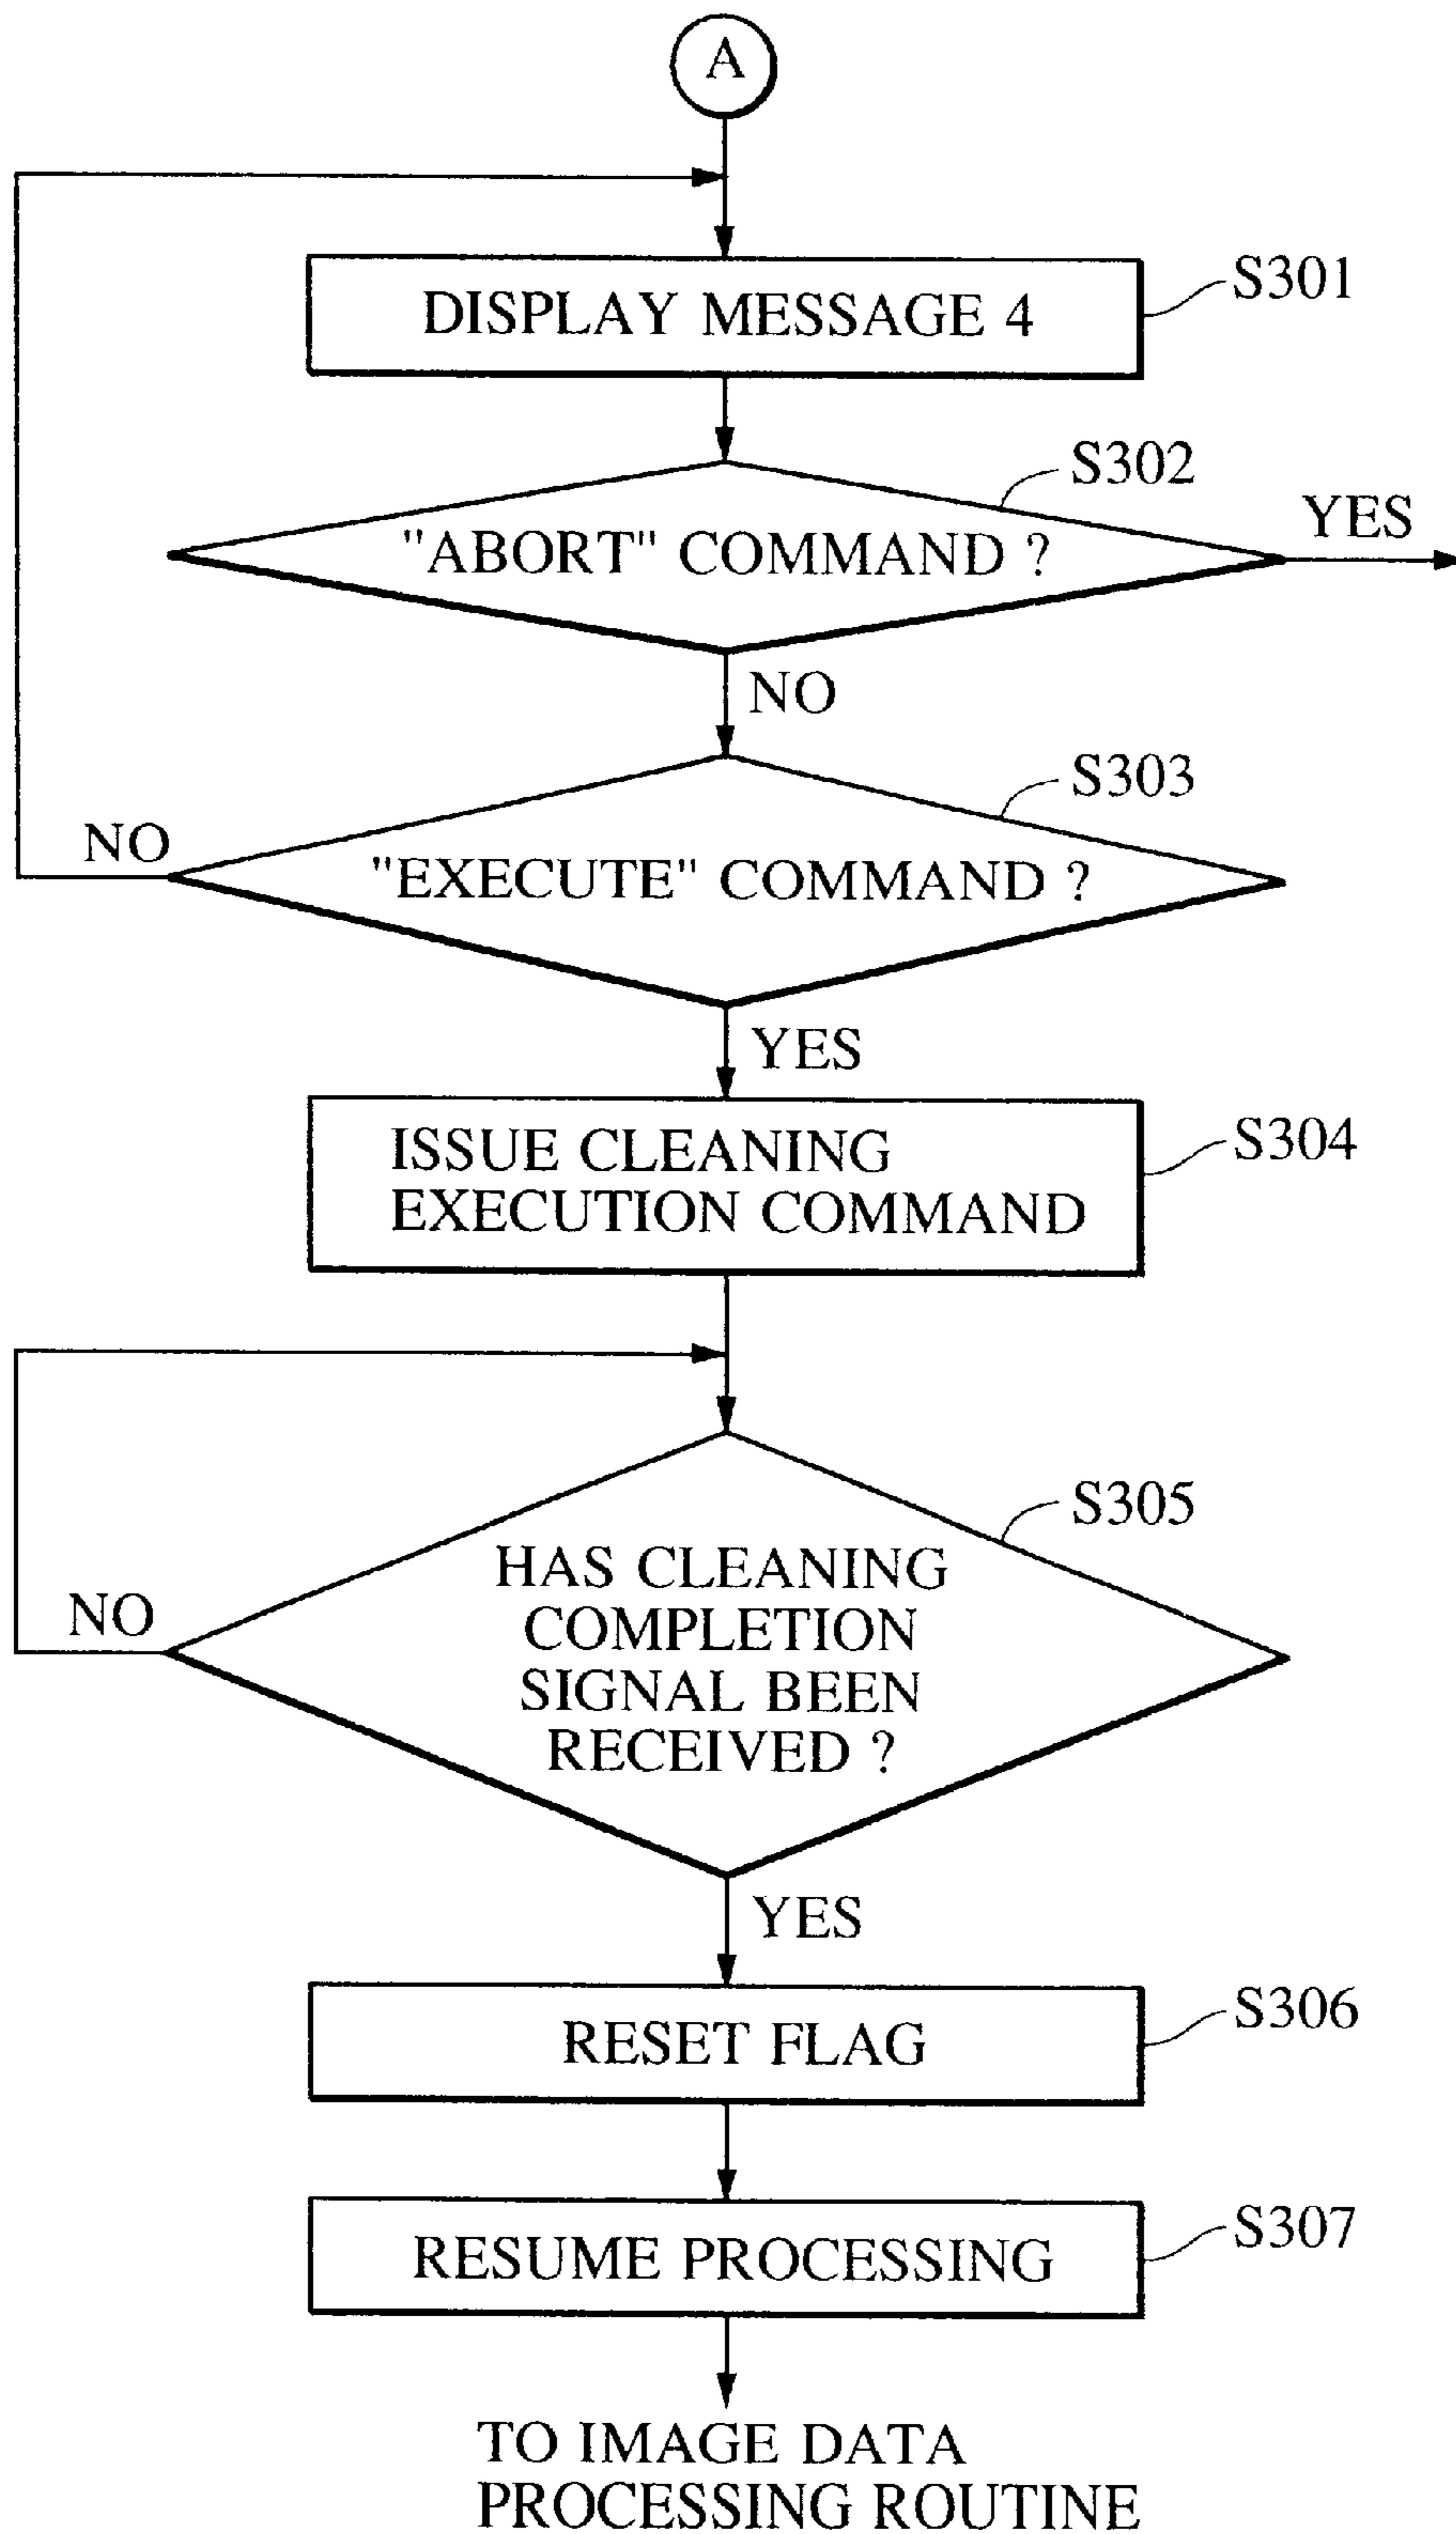 A
DISPLAY MESSAGE 4
S301
"ABORT" COMMAND ?
S302
YES
NO
"EXECUTE" COMMAND ?
S303
NO
YES
ISSUE CLEANING
EXECUTION COMMAND
S304
HAS CLEANING
COMPLETION
SIGNAL BEEN
RECEIVED ?
S305
NO
YES
RESET FLAG
S306
RESUME PROCESSING
S307
TO IMAGE DATA
PROCESSING ROUTINE